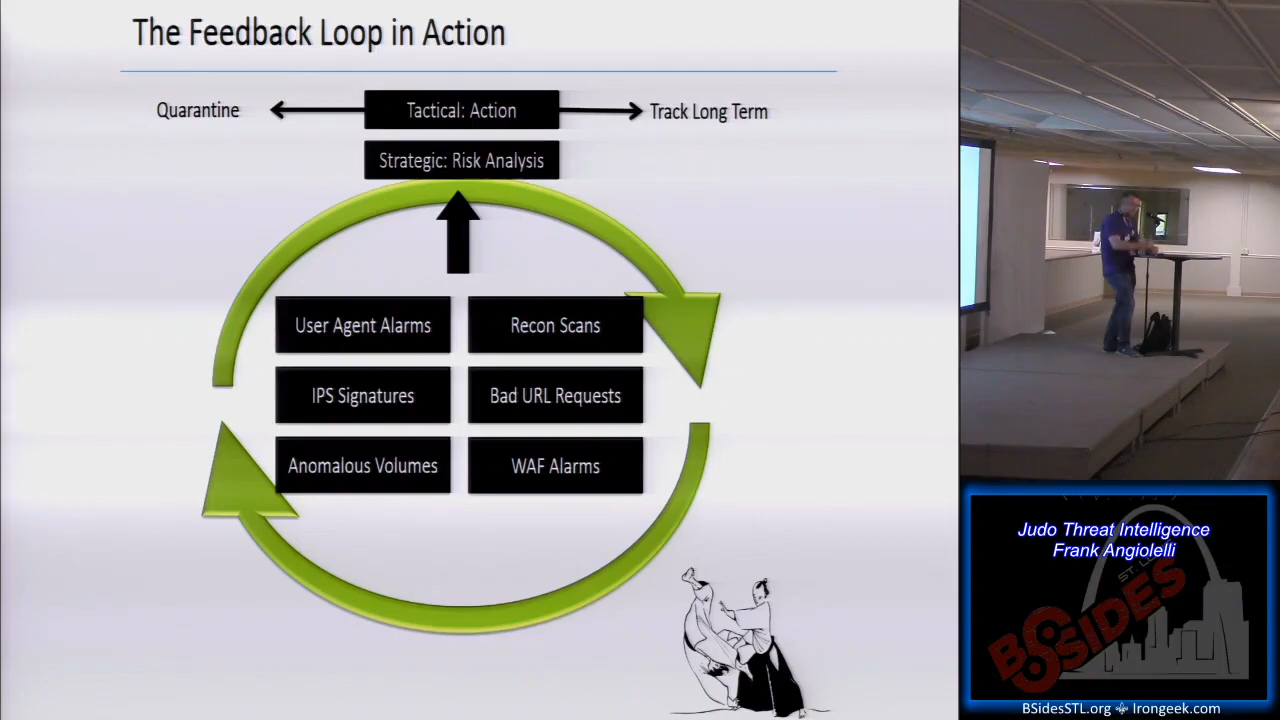 The Feedback Loop in Action
Quarantine
Tactical: Action
Track Long Term
Strategic: Risk Analysis
User Agent Alarms
Recon Scans
IPS Signatures
Bad URL Requests
Anomalous Volumes
WAF Alarms
Judo Threat Intelligence
Frank Angiolelli
ST. L
BSIDES
BSidesSTL.org ⚜ Irongeek.com